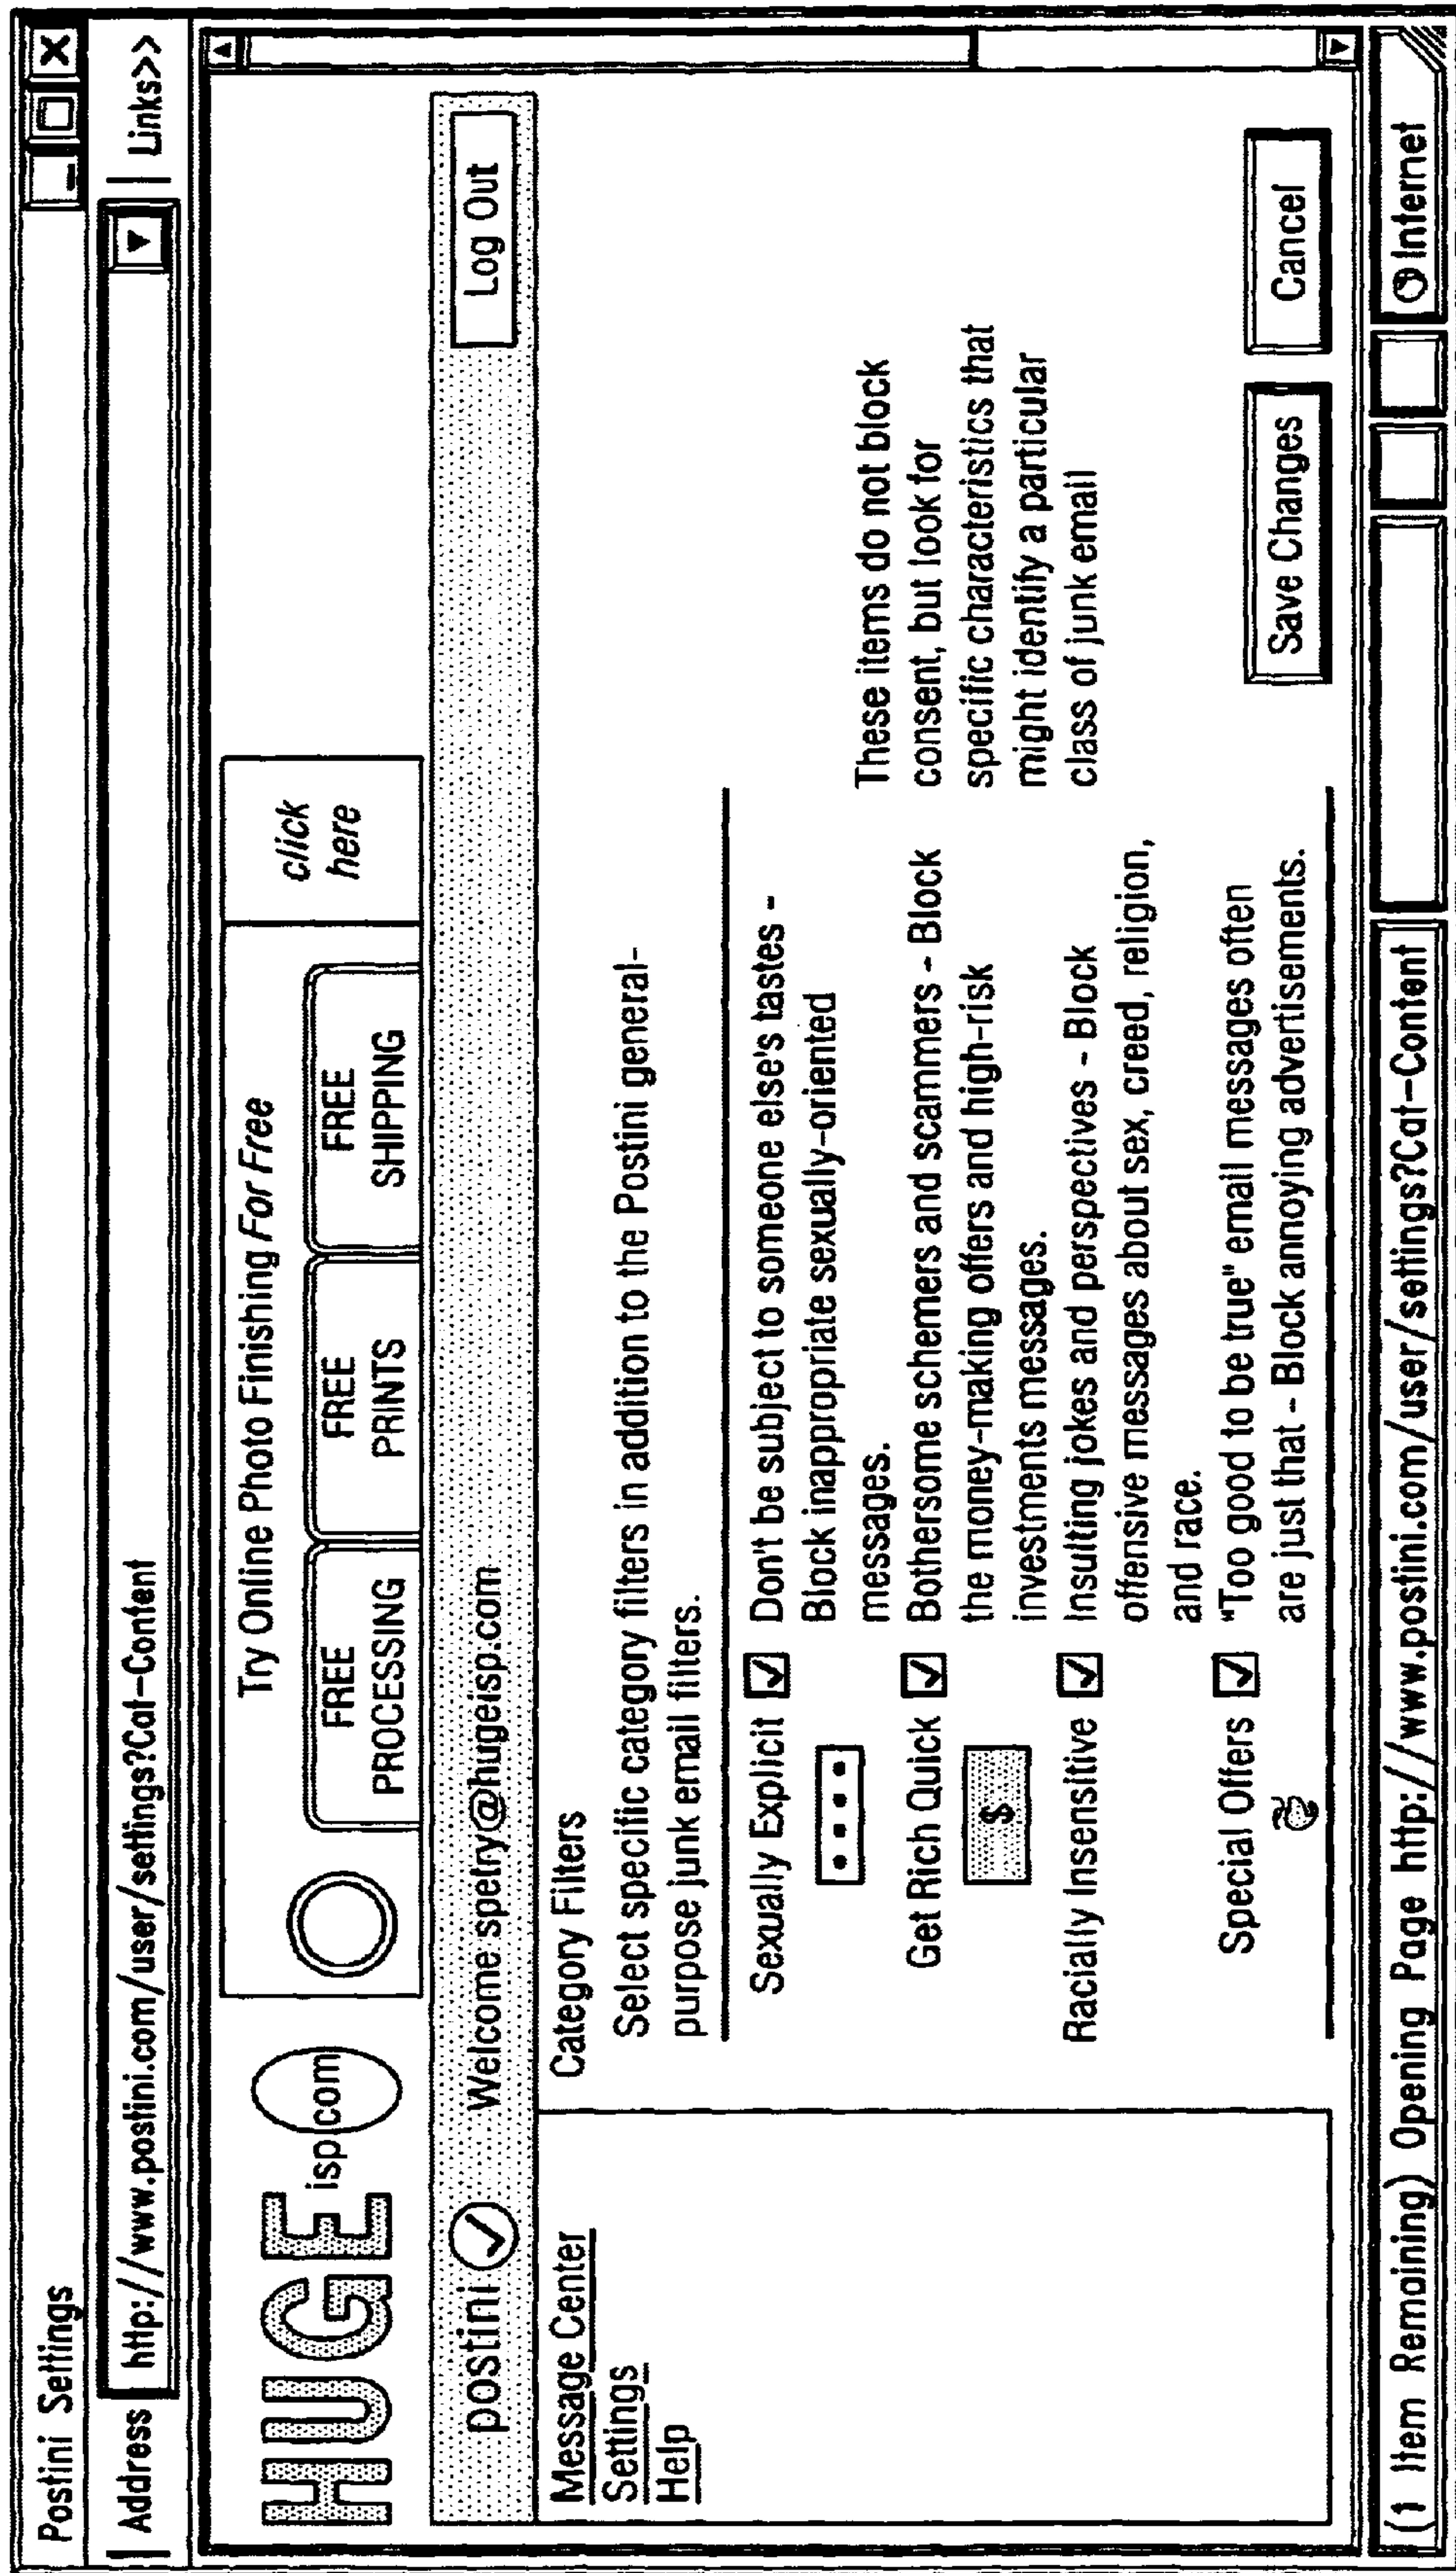 Postini Settings
Address http://www.postini.com/user/settings?Cat-Content Links>>
HUGE isp com
Try Online Photo Finishing For Free
FREE PROCESSING
FREE PRINTS
FREE SHIPPING
click here
postini Welcome spetry@hugeisp.com Log Out
Message Center
Settings
Help
Category Filters
Select specific category filters in addition to the Postini general-
purpose junk email filters.
Sexually Explicit Don't be subject to someone else's tastes -
Block inappropriate sexually-oriented
messages.
Get Rich Quick Bothersome schemers and scammers - Block
$ the money-making offers and high-risk
investments messages.
Racially Insensitive Insulting jokes and perspectives - Block
offensive messages about sex, creed, religion,
and race.
Special Offers "Too good to be true" email messages often
are just that - Block annoying advertisements.
These items do not block
consent, but look for
specific characteristics that
might identify a particular
class of junk email
Save Changes Cancel
(1 Item Remaining) Opening Page http://www.postini.com/user/settings?Cat-Content Internet